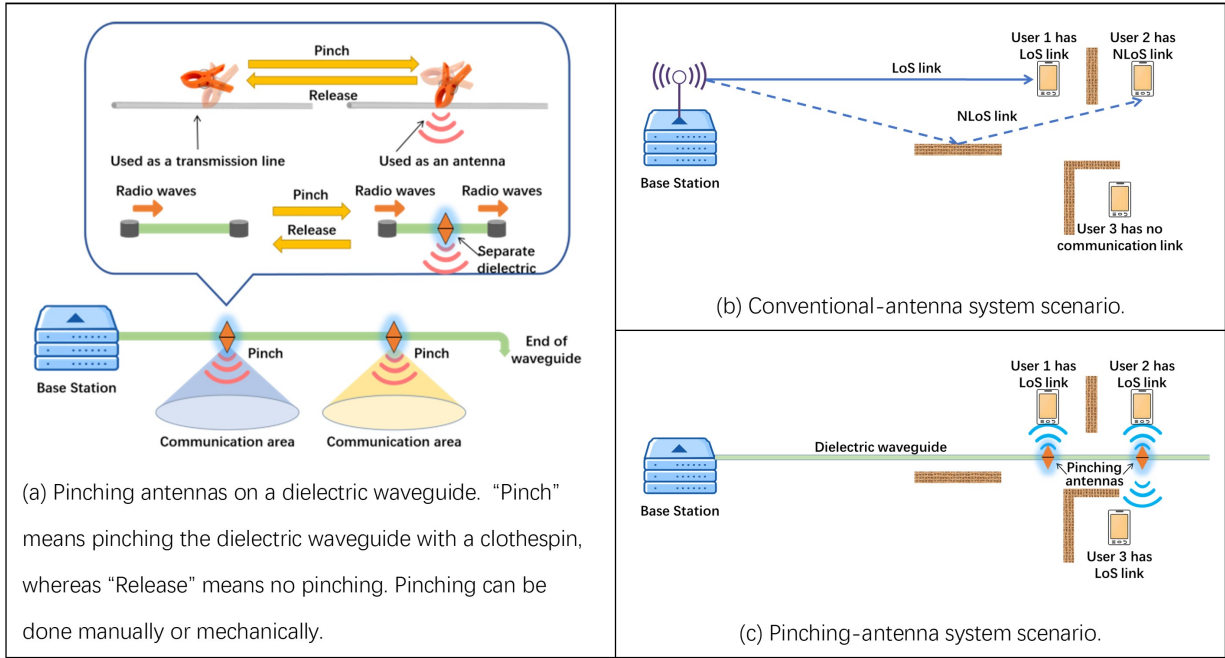 Pinch
Release
Used as a transmission line
Used as an antenna
Radio waves
Pinch
Radio waves
Radio waves
Release
Separate
dielectric
Base Station
Pinch
Pinch
End of
waveguide
Communication area
Communication area
(a) Pinching antennas on a dielectric waveguide. “Pinch”
means pinching the dielectric waveguide with a clothespin,
whereas “Release” means no pinching. Pinching can be
done manually or mechanically.
User 1 has
LoS link
User 2 has
NLoS link
LoS link
NLoS link
Base Station
User 3 has no
communication link
(b) Conventional-antenna system scenario.
User 1 has
LoS link
User 2 has
LoS link
Dielectric waveguide
Pinching
antennas
Base Station
User 3 has
LoS link
(c) Pinching-antenna system scenario.